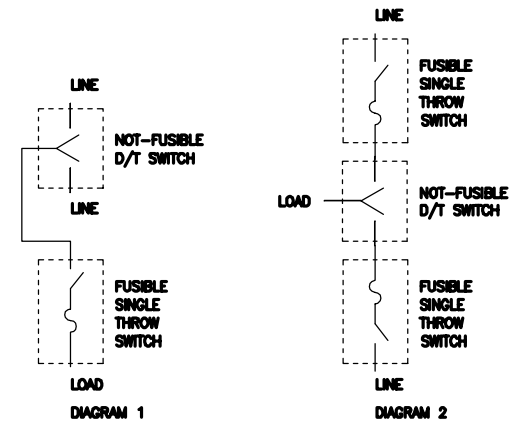 LINE
NOT-FUSIBLE
D/T SWITCH
LINE
FUSIBLE
SINGLE
THROW
SWITCH
LOAD
DIAGRAM 1
LINE
FUSIBLE
SINGLE
THROW
SWITCH
LOAD
NOT-FUSIBLE
D/T SWITCH
FUSIBLE
SINGLE
THROW
SWITCH
LINE
DIAGRAM 2